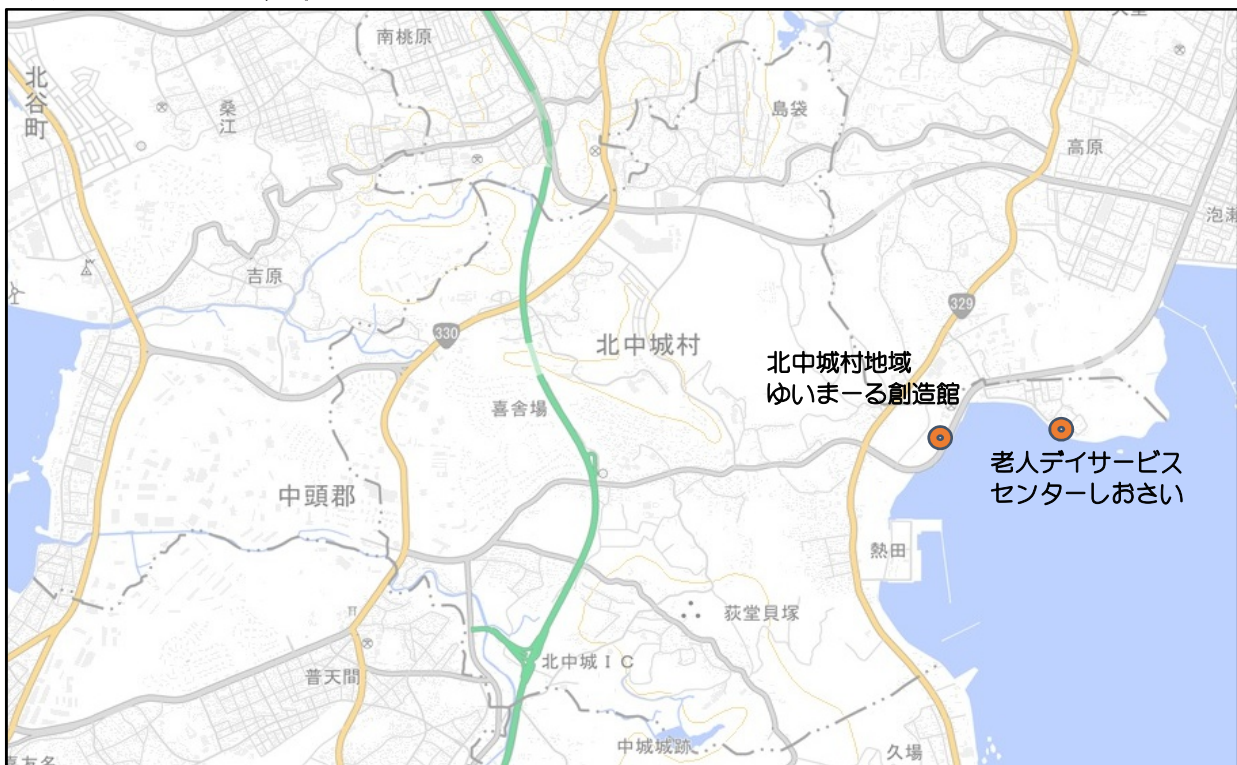 南桃原
北谷町
桑江
島袋
高原
泡瀬
吉原
330
329
北中城村
北中城村地域
ゆいまーる創造館
喜舎場
老人デイサービス
センターしおさい
中頭郡
熱田
荻堂貝塚
北中城IC
普天間
中城城跡
久場